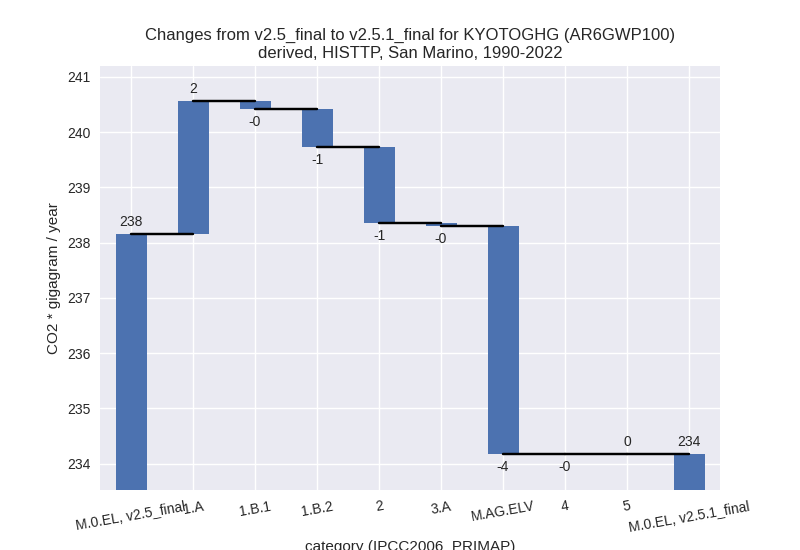 Changes from v2.5_final to v2.5.1_final for KYOTOGHG (AR6GWP100)
derived, HISTTP, San Marino, 1990-2022
CO2 * gigagram / year
241
240
239
238
237
236
235
234
238
2
-0
-1
-1
-0
-4
-0
0
234
M.0.EL, v2.5_final
1.A
1.B.1
1.B.2
2
3.A
M.AG.ELV
4
5
M.0.EL, v2.5.1_final
category (IPCC2006_PRIMAP)